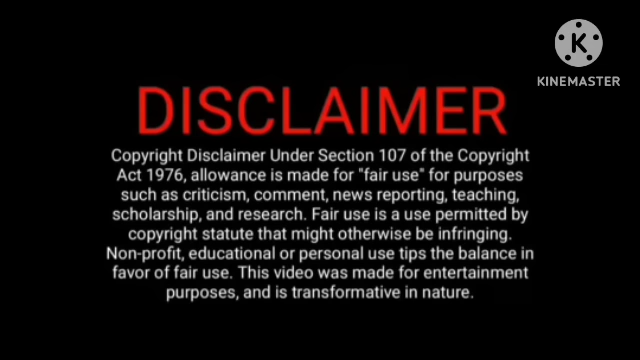 KINEMASTER
DISCLAIMER
Copyright Disclaimer Under Section 107 of the Copyright
Act 1976, allowance is made for "fair use" for purposes
such as criticism, comment, news reporting, teaching,
scholarship, and research. Fair use is a use permitted by
copyright statute that might otherwise be infringing.
Non-profit, educational or personal use tips the balance in
favor of fair use. This video was made for entertainment
purposes, and is transformative in nature.